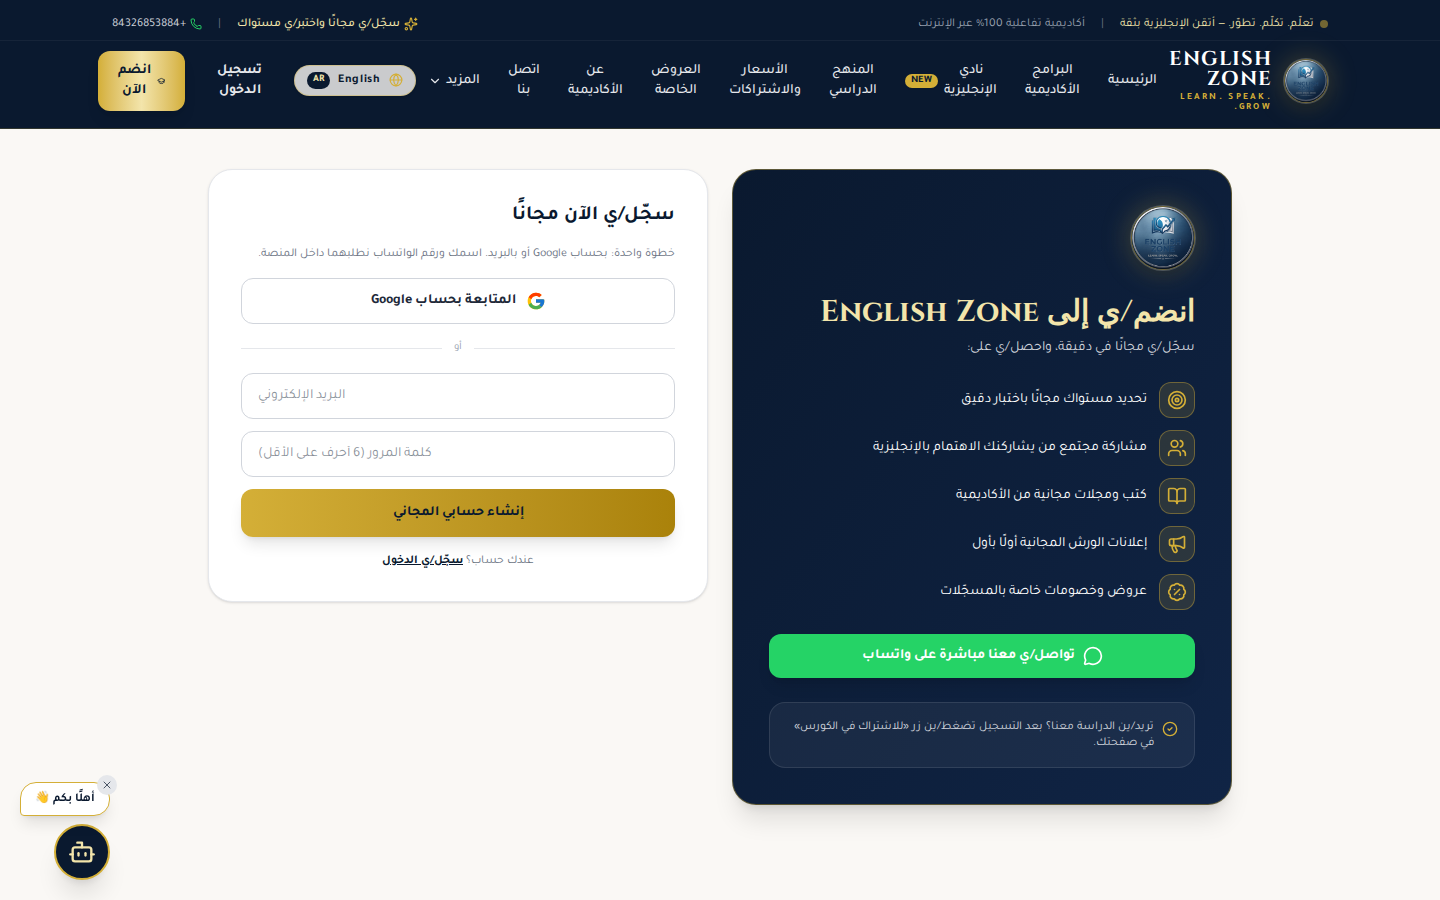 تعلّم. تكلّم. تطوّر. — أتقن الإنجليزية بثقة | أكاديمية تفاعلية 100% عبر الإنترنت
سجّل/ي مجانًا واختبر/ي مستواك | +84326853884
ENGLISH ZONE
LEARN. SPEAK. GROW.
الرئيسية
البرامج الأكاديمية
نادي الإنجليزية NEW
المنهج الدراسي
الأسعار والاشتراكات
العروض الخاصة
عن الأكاديمية
اتصل بنا
المزيد
English AR
تسجيل الدخول
انضم الآن
انضم/ي إلى English Zone
سجّل/ي مجانًا في دقيقة، واحصل/ي على:
تحديد مستواك مجانًا باختبار دقيق
مشاركة مجتمع من يشاركنك الاهتمام بالإنجليزية
كتب ومجلات مجانية من الأكاديمية
إعلانات الورش المجانية أولًا بأول
عروض وخصومات خاصة بالمسجّلات
تواصل/ي معنا مباشرة على واتساب
تريد/ين الدراسة معنا؟ بعد التسجيل تضغط/ين زر «للاشتراك في الكورس»
في صفحتك.
سجّل/ي الآن مجانًا
خطوة واحدة: بحساب Google أو بالبريد. اسمك ورقم الواتساب نطلبهما داخل المنصة.
المتابعة بحساب Google
أو
البريد الإلكتروني
كلمة المرور (6 أحرف على الأقل)
إنشاء حسابي المجاني
عندك حساب؟ سجّل/ي الدخول
أهلًا بكم 👋